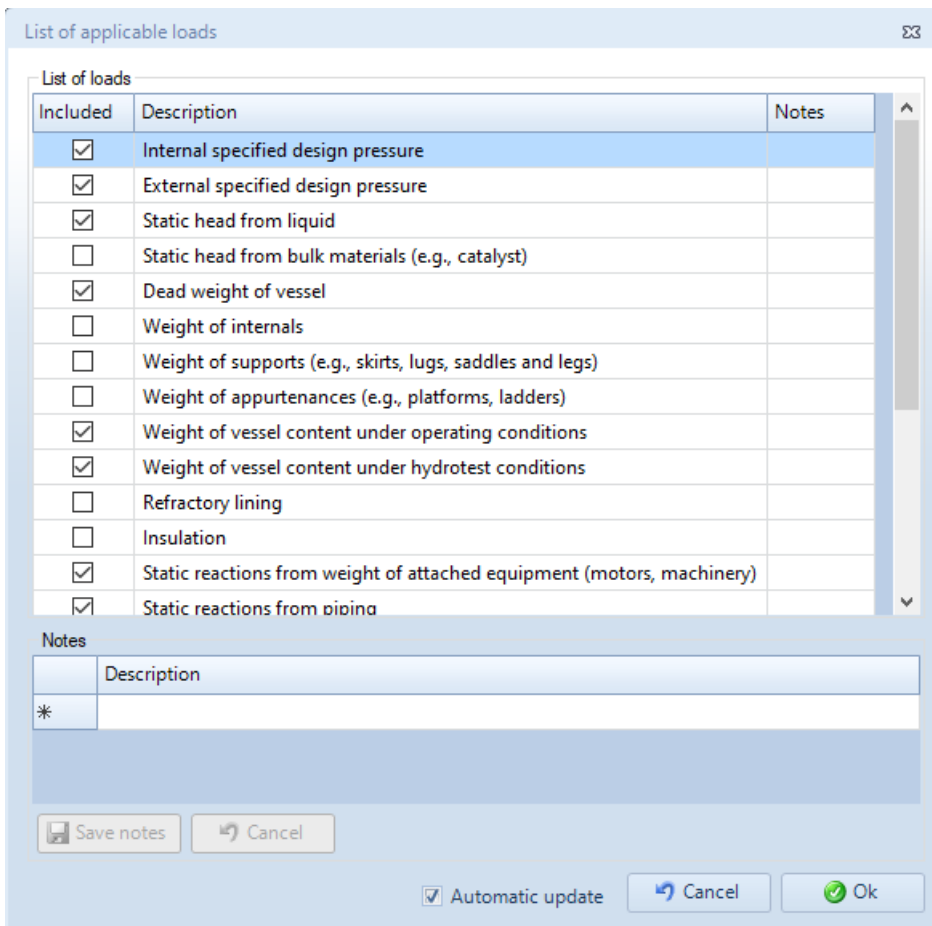 List of applicable loads
List of loads
Included Description Notes
Internal specified design pressure
External specified design pressure
Static head from liquid
Static head from bulk materials (e.g., catalyst)
Dead weight of vessel
Weight of internals
Weight of supports (e.g., skirts, lugs, saddles and legs)
Weight of appurtenances (e.g., platforms, ladders)
Weight of vessel content under operating conditions
Weight of vessel content under hydrotest conditions
Refractory lining
Insulation
Static reactions from weight of attached equipment (motors, machinery)
Static reactions from piping
Notes
Description
*
Save notes Cancel
Automatic update Cancel Ok